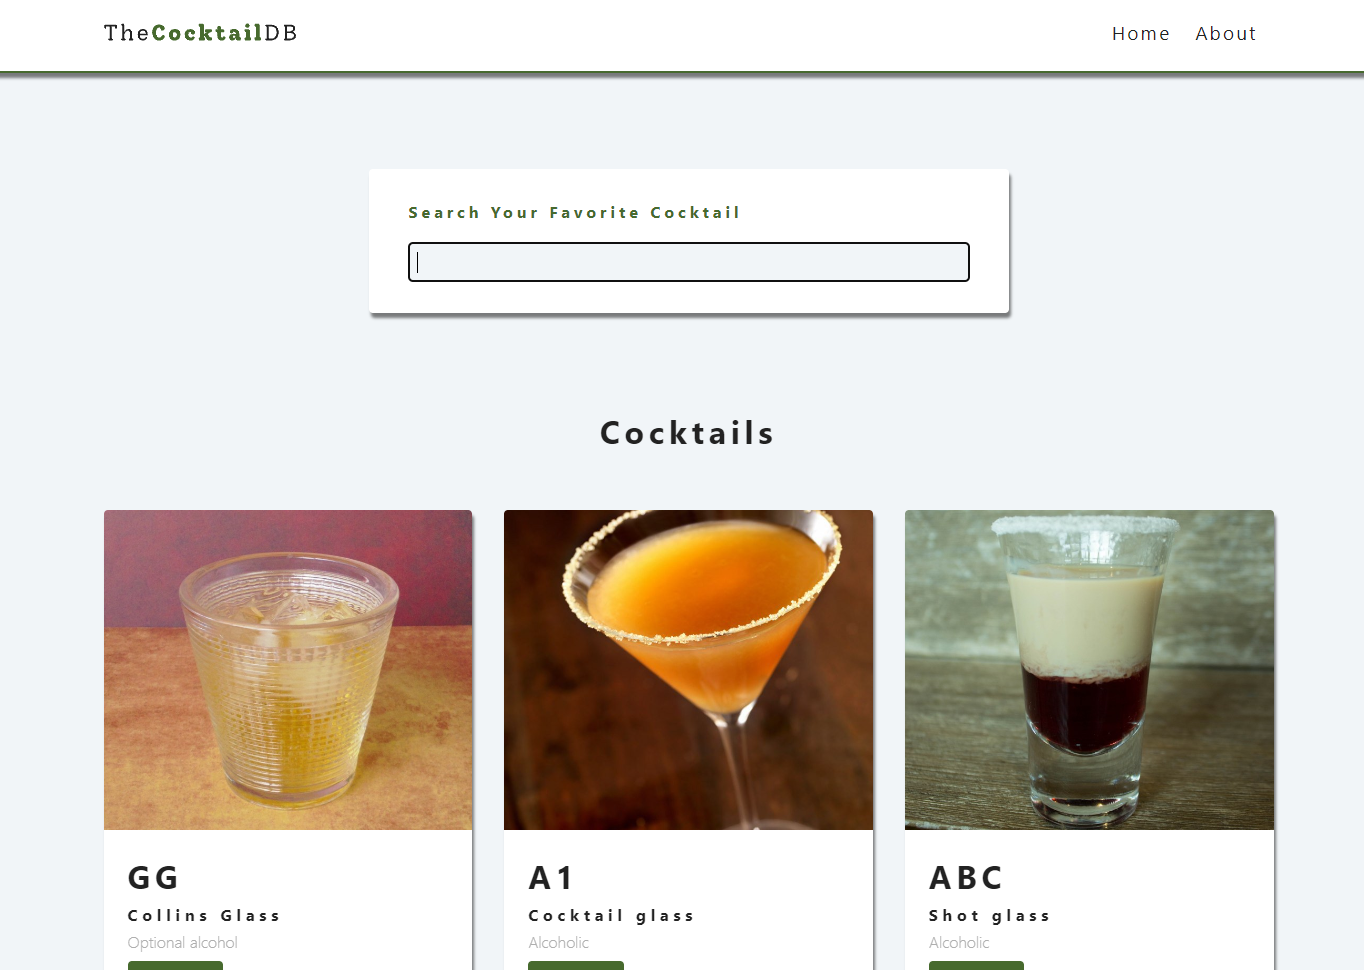 TheCocktailDB
Home About
Search Your Favorite Cocktail
Cocktails
GG
Collins Glass
Optional alcohol
A1
Cocktail glass
Alcoholic
ABC
Shot glass
Alcoholic